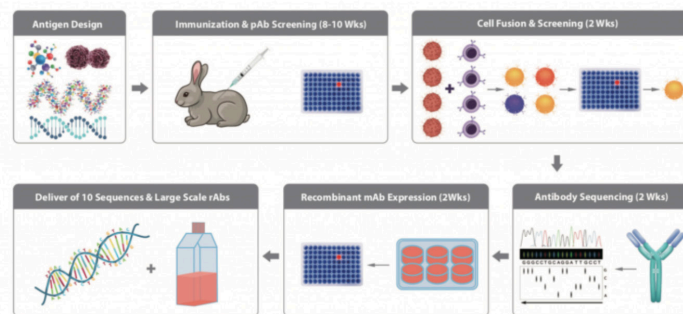 Antigen Design
Immunization & pAb Screening (8-10 Wks)
Cell Fusion & Screening (2 Wks)
Deliver of 10 Sequences & Large Scale rAbs
Recombinant mAb Expression (2Wks)
Antibody Sequencing (2 Wks)
+
+
GGGCCTGCAGGATTGCCT
G
C
T
A